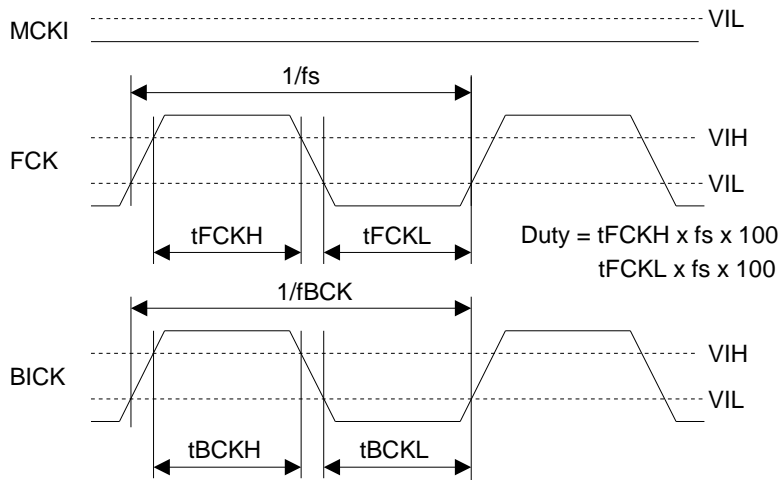 MCKI
VIL
1/fs
FCK
VIH
VIL
tFCKH
tFCKL
Duty = tFCKH x fs x 100
tFCKL x fs x 100
1/fBCK
BICK
VIH
VIL
tBCKH
tBCKL